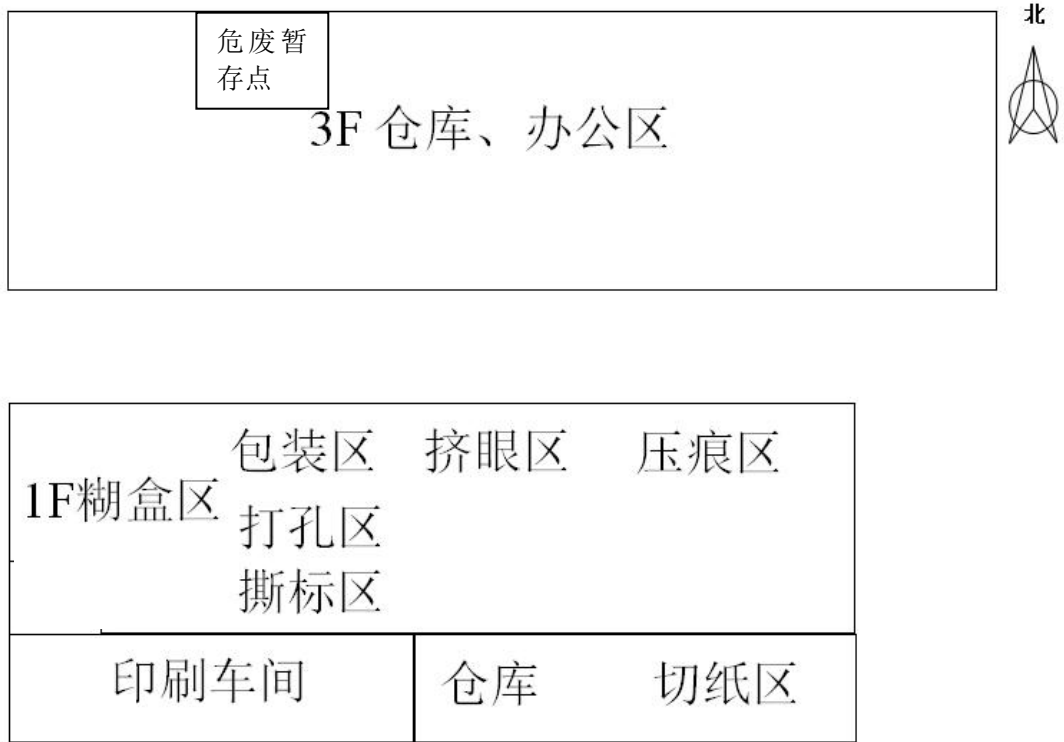 北
危废暂
存点
3F 仓库、办公区
包装区 挤眼区 压痕区
1F糊盒区
打孔区
撕标区
印刷车间 仓库 切纸区